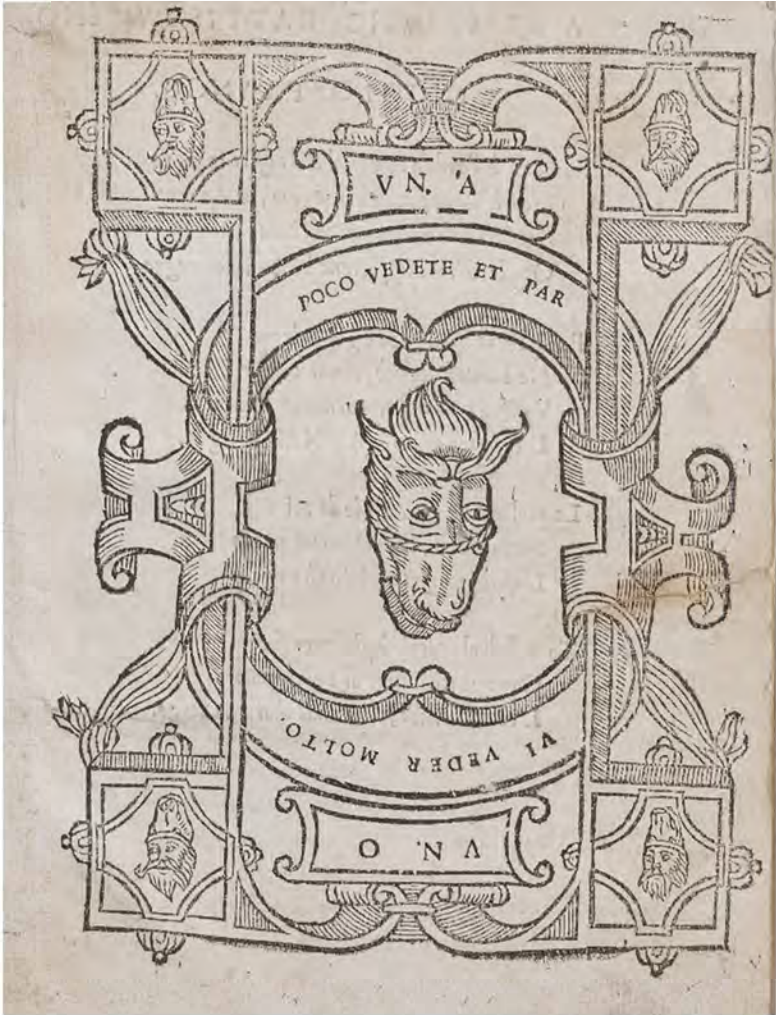 VN. 'A
POCO VEDETE ET PAR
VI VEDER MOLTO
VN. O